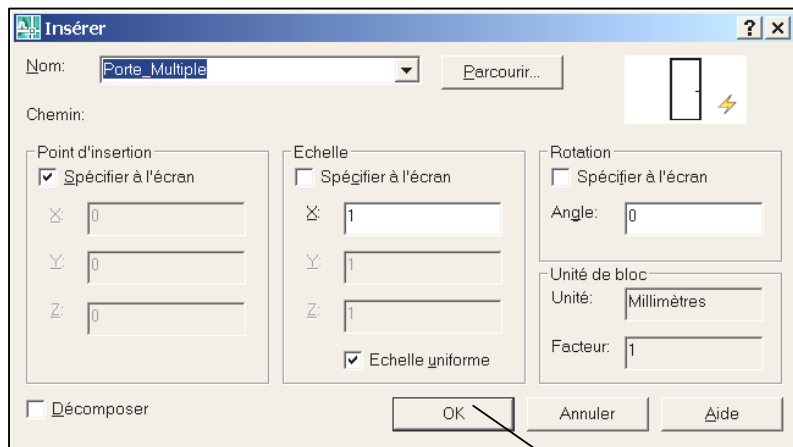 Insérer
Nom: Porte_Multiple Parcourir...
Chemin:
Point d'insertion
Spécifier à l'écran
X: 0
Y: 0
Z: 0
Echelle
Spécifier à l'écran
X: 1
Y: 1
Z: 1
Echelle uniforme
Rotation
Spécifier à l'écran
Angle: 0
Unité de bloc
Unité: Millimètres
Facteur: 1
Décomposer OK Annuler Aide